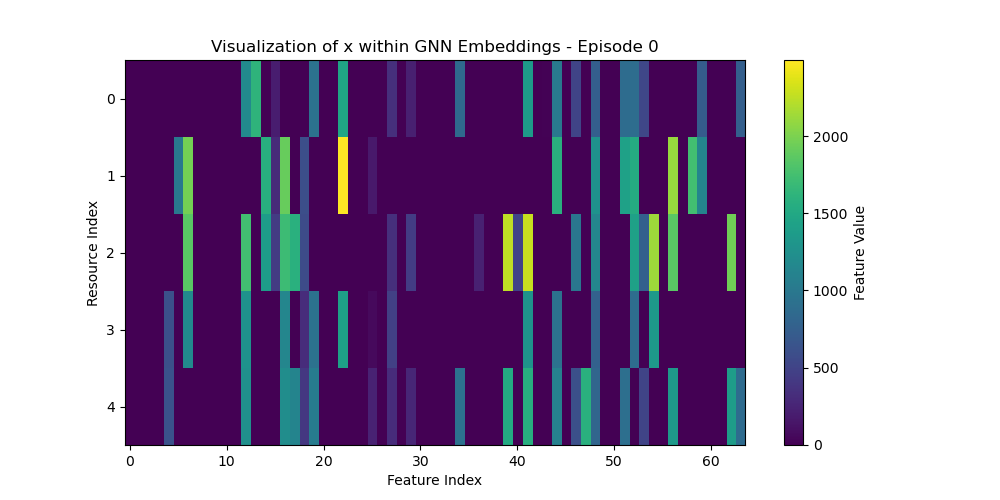 Visualization of x within GNN Embeddings - Episode 0
Resource Index
0
1
2
3
4
0 10 20 30 40 50 60
Feature Index
2000
1500
1000
500
0
Feature Value